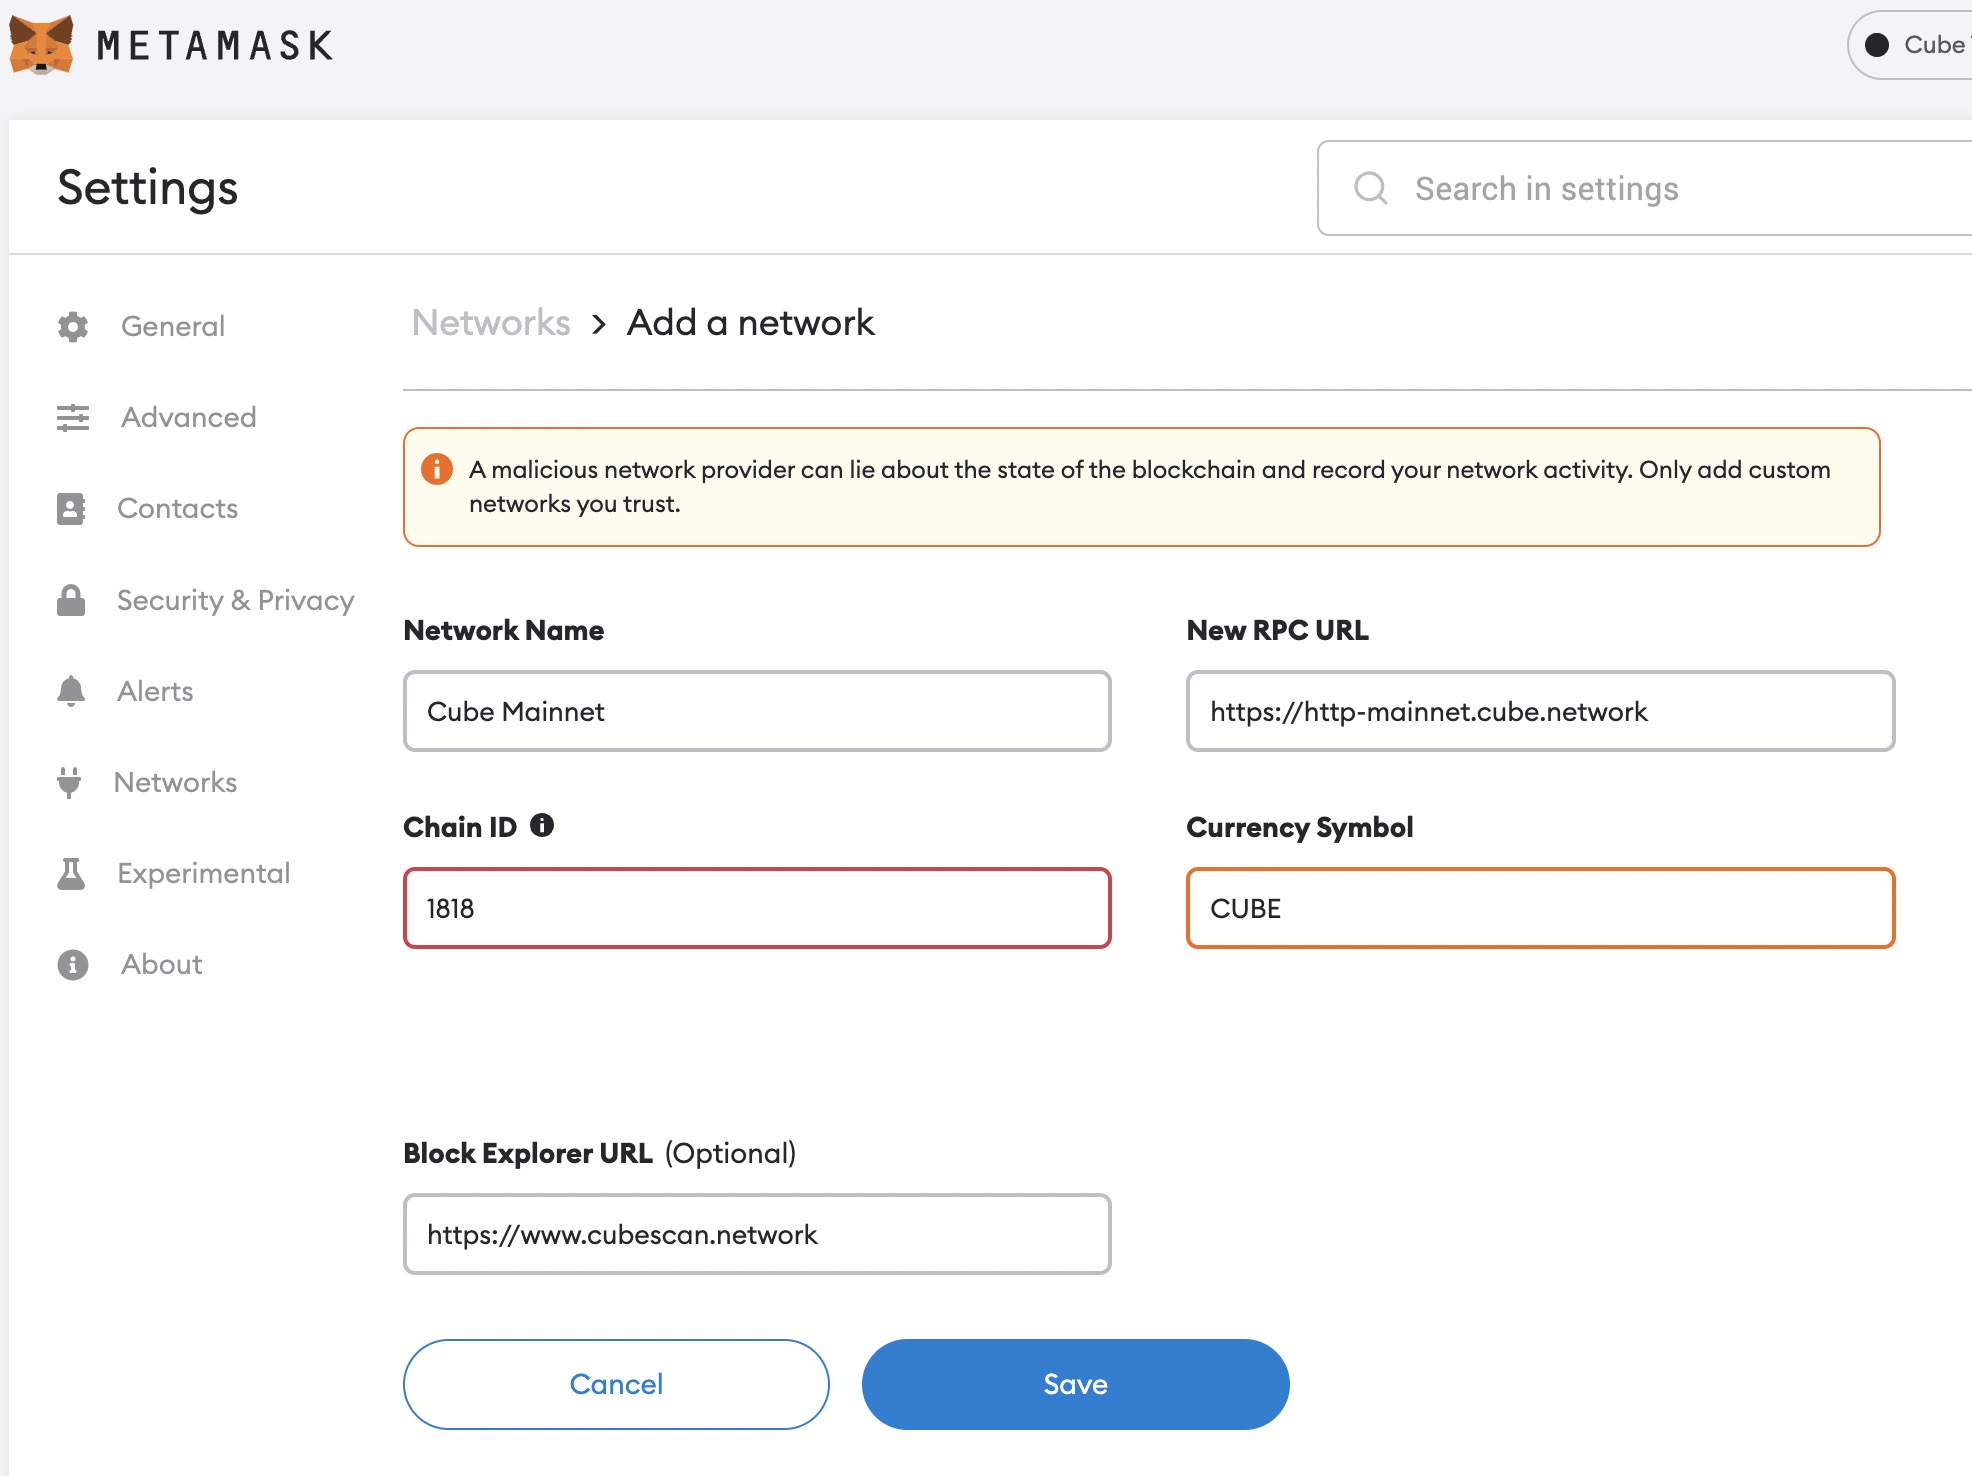 METAMASK
Cube
Settings
Search in settings
General
Advanced
Contacts
Security & Privacy
Alerts
Networks
Experimental
About
Networks > Add a network
A malicious network provider can lie about the state of the blockchain and record your network activity. Only add custom
networks you trust.
Network Name
Cube Mainnet
New RPC URL
https://http-mainnet.cube.network
Chain ID
1818
Currency Symbol
CUBE
Block Explorer URL (Optional)
https://www.cubescan.network
Cancel
Save